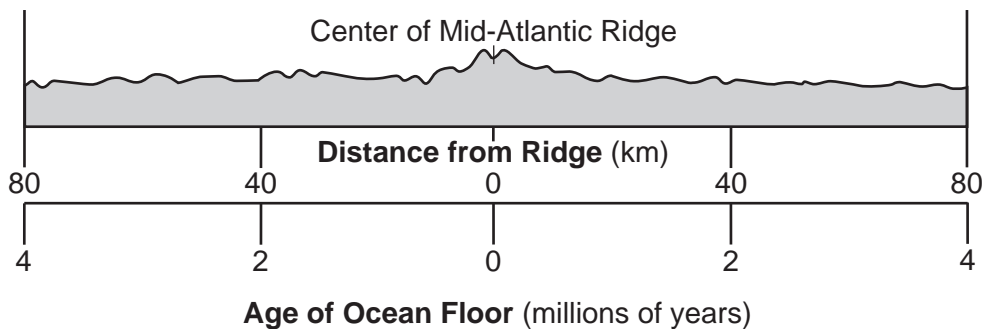 Center of Mid-Atlantic Ridge
Distance from Ridge (km)
80 40 0 40 80
4 2 0 2 4
Age of Ocean Floor (millions of years)